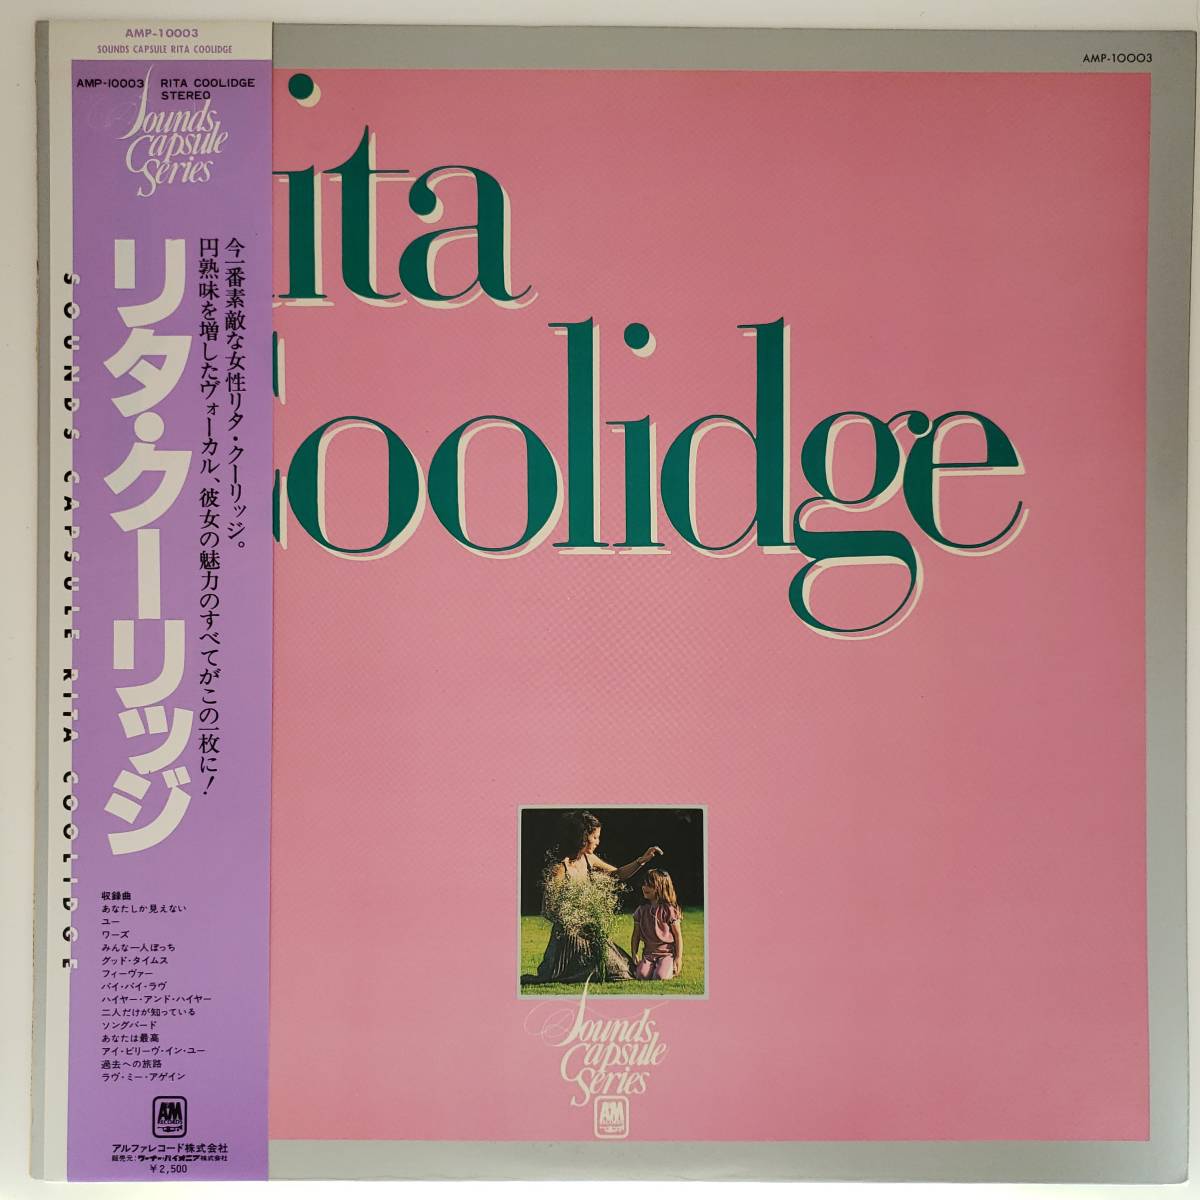 AMP-10003
SOUNDS CAPSULE RITA COOLIDGE
AMP-10003 RITA COOLIDGE
STEREO
Sounds
Capsule
Series
リタ・クーリッジ
今一番素敵な女性リタ・クーリッジ。
円熟味を増したヴォーカル、彼女の魅力のすべてがこの一枚に!
SOUNDS CAPSULE RITA COOLIDGE
収録曲
あなたしか見えない
ユー
ワーズ
みんな一人ぼっち
グッド・タイムス
フィーヴァー
バイ・バイ・ラヴ
ハイヤー・アンド・ハイヤー
二人だけが知っている
ソングバード
あなたは最高
アイ・ビリーヴ・イン・ユー
過去への旅路
ラヴ・ミー・アゲイン
A&M
RECORDS
アルファレコード株式会社
販売元:ワーナー・パイオニア株式会社
¥2,500
AMP-10003
ita
Coolidge
Sounds
Capsule
Series
A&M
RECORDS